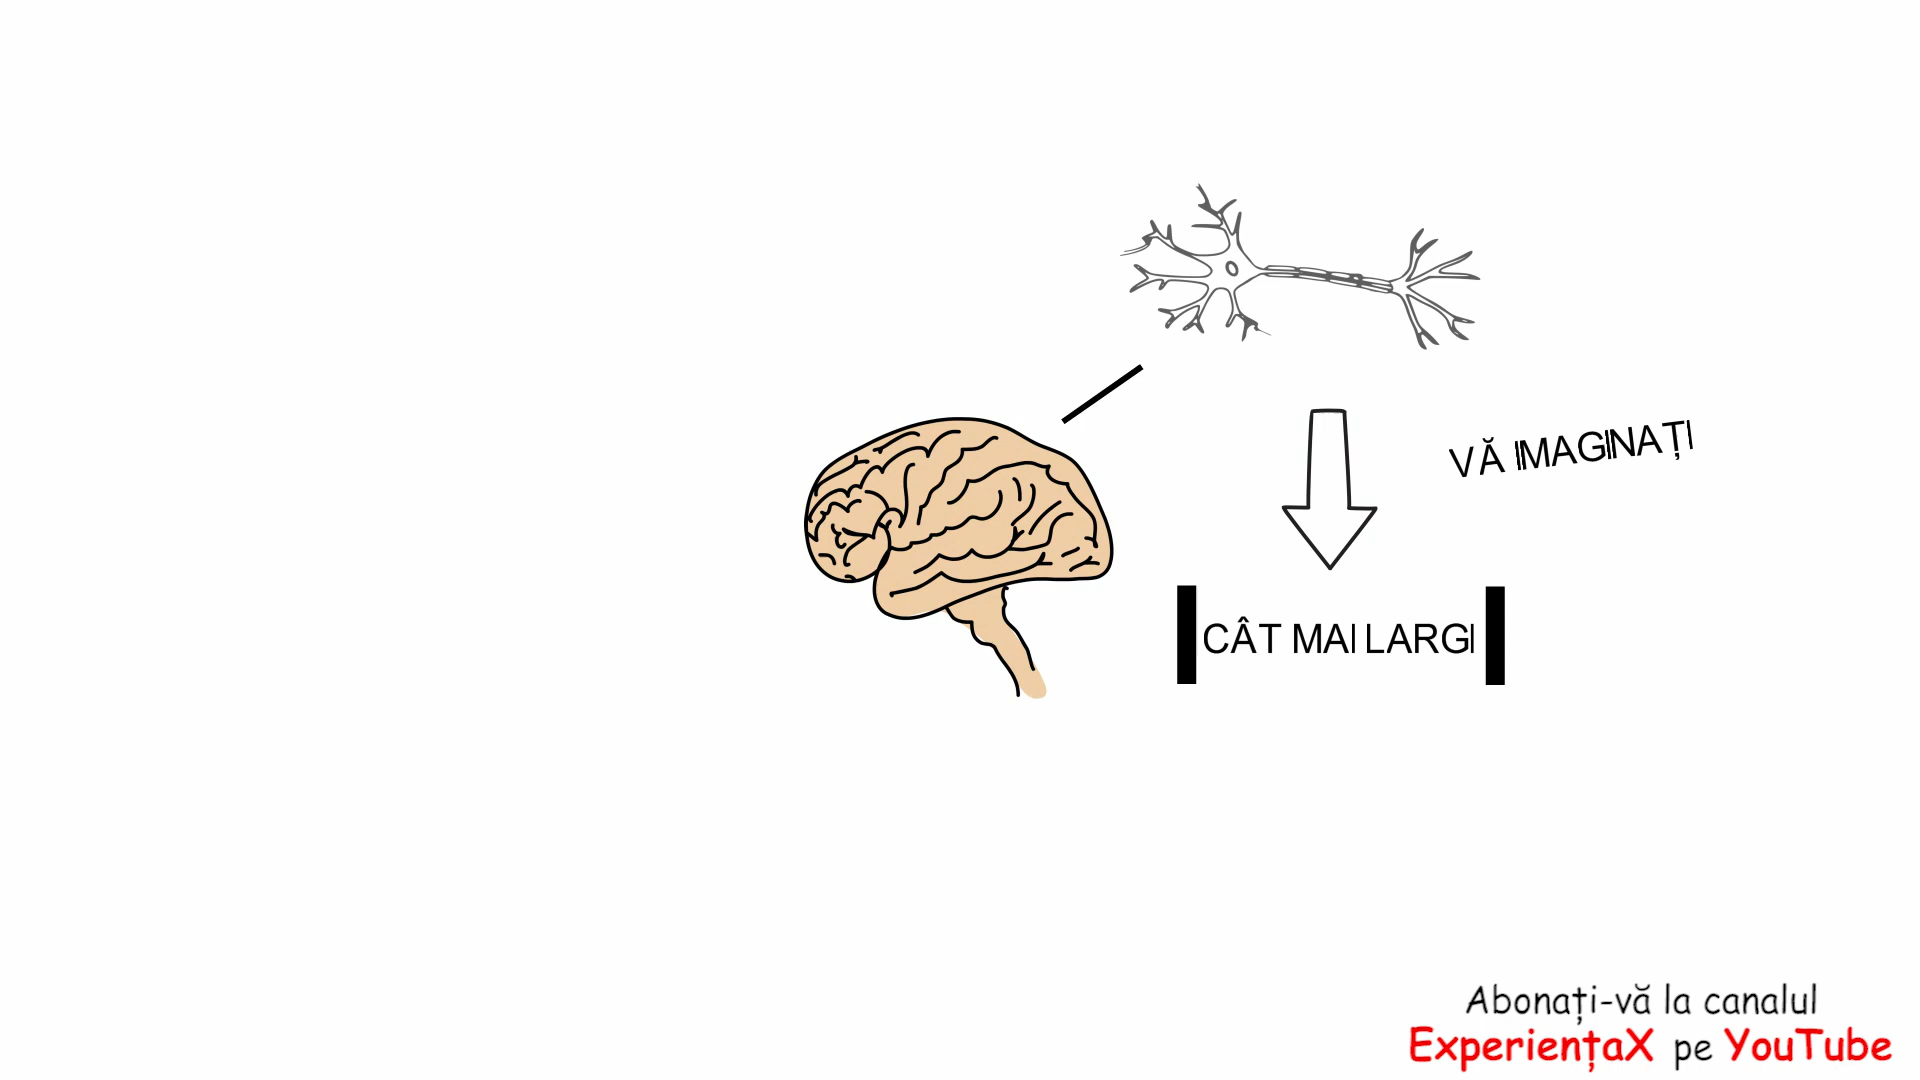 VĂ IMAGINAȚI
CÂT MAI LARGI
Abonați-vă la canalul
ExperiențaX pe YouTube